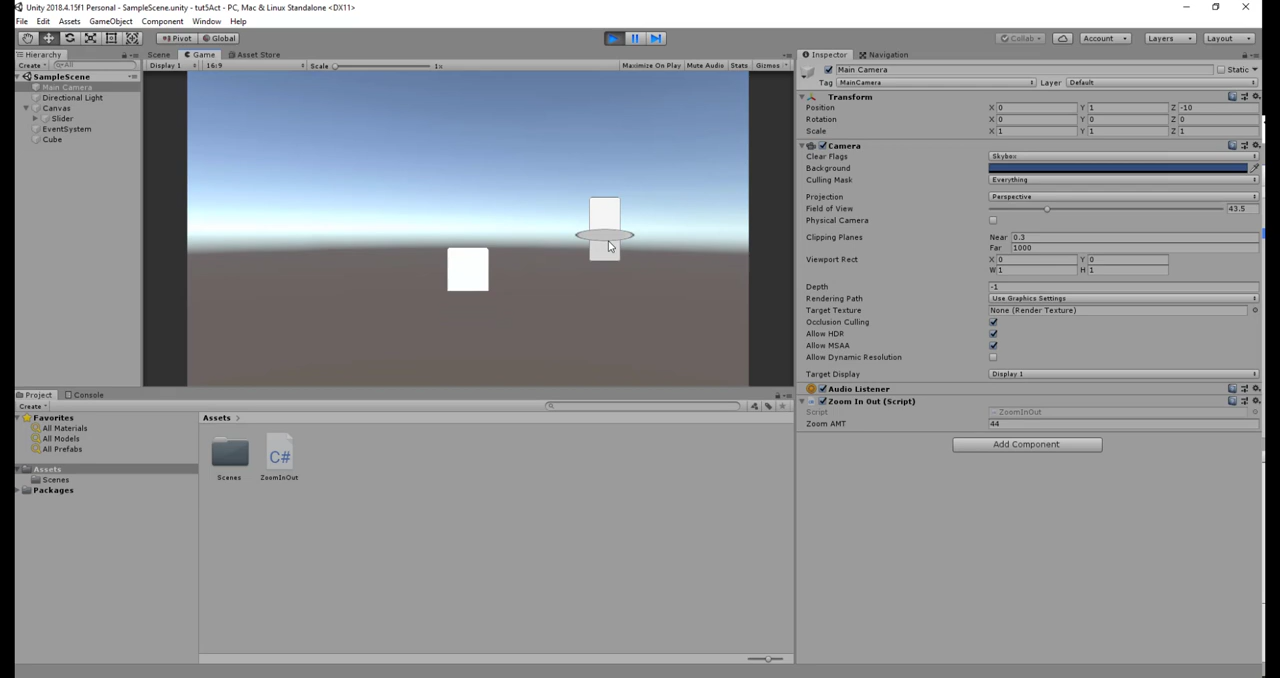 Unity 2018.4.15f1 Personal - SampleScene.unity - tut5Act - PC, Mac & Linux Standalone <DX11>
File Edit Assets GameObject Component Window Help
Pivot Global Collab Account Layers Layout
Hierarchy
Create All
SampleScene
Main Camera
Directional Light
Canvas
Slider
EventSystem
Cube
Scene Game Asset Store
Display 1 16:9 Scale 1x Maximize On Play Mute Audio Stats Gizmos
Inspector Navigation
Main Camera Static
Tag MainCamera Layer Default
Transform
Position X 0 Y 1 Z -10
Rotation X 0 Y 0 Z 0
Scale X 1 Y 1 Z 1
Camera
Clear Flags Skybox
Background
Culling Mask Everything
Projection Perspective
Field of View 43.5
Physical Camera
Clipping Planes Near 0.3
Far 1000
Viewport Rect X 0 Y 0
W 1 H 1
Depth -1
Rendering Path Use Graphics Settings
Target Texture None (Render Texture)
Occlusion Culling
Allow HDR
Allow MSAA
Allow Dynamic Resolution
Target Display Display 1
Audio Listener
Zoom In Out (Script)
Script ZoomInOut
Zoom AMT 44
Add Component
Project Console
Create
Favorites
All Materials
All Models
All Prefabs
Assets
Scenes
Packages
Assets
C#
Scenes ZoomInOut